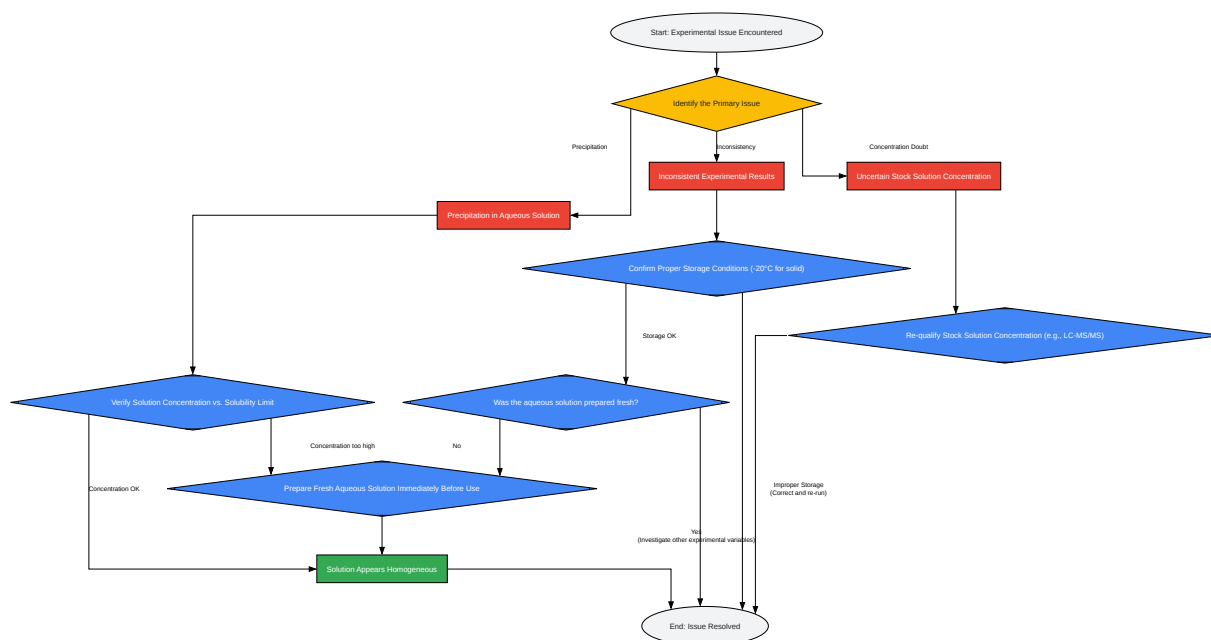 Start: Experimental Issue Encountered
Identify the Primary Issue
Precipitation
Inconsistency
Concentration Doubt
Inconsistent Experimental Results
Uncertain Stock Solution Concentration
Precipitation in Aqueous Solution
Confirm Proper Storage Conditions (-20°C for solid)
Storage OK
Re-qualify Stock Solution Concentration (e.g., LC-MS/MS)
Verify Solution Concentration vs. Solubility Limit
Was the aqueous solution prepared fresh?
Concentration too high
No
Concentration OK
Prepare Fresh Aqueous Solution Immediately Before Use
Improper Storage
(Correct and re-run)
Yes
(Investigate other experimental variables)
Solution Appears Homogeneous
End: Issue Resolved